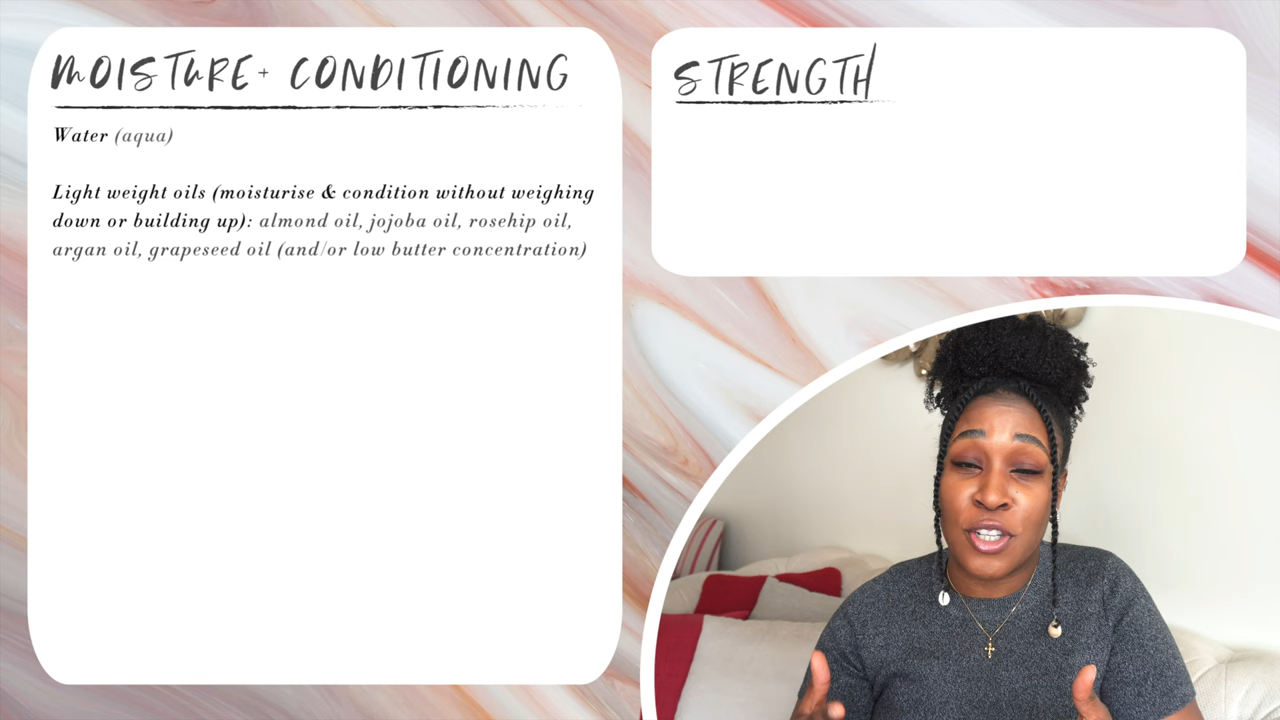 MOISTURE + CONDITIONING
Water (aqua)
Light weight oils (moisturise & condition without weighing
down or building up): almond oil, jojoba oil, rosehip oil,
argan oil, grapeseed oil (and/or low butter concentration)
STRENGTH